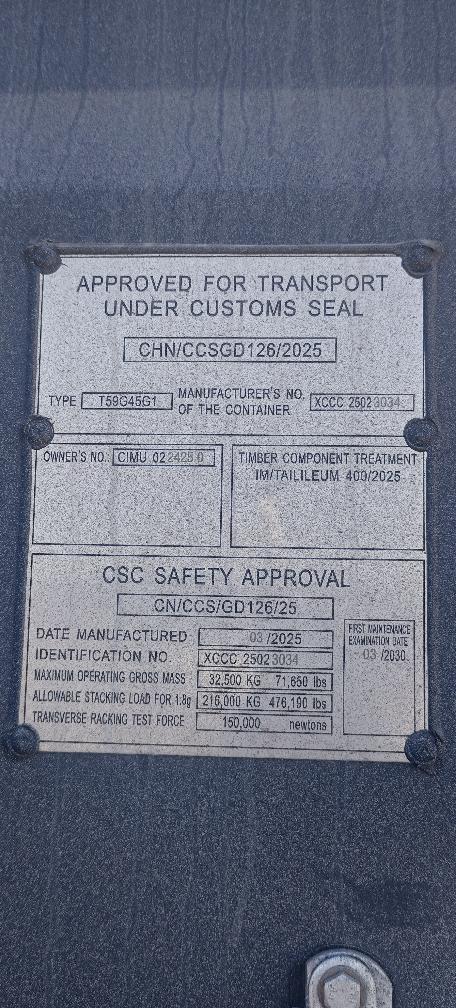 APPROVED FOR TRANSPORT
UNDER CUSTOMS SEAL
CHN/CCSGD126/2025
TYPE T59G45G1 MANUFACTURER'S NO. OF THE CONTAINER XCCC 25023034
OWNER'S NO. CIMU 022425 0
TIMBER COMPONENT TREATMENT
IM/TAILILEUM 400/2025
CSC SAFETY APPROVAL
CN/CCS/GD126/25
DATE MANUFACTURED 03 /2025
IDENTIFICATION NO. XCCC 25023034
MAXIMUM OPERATING GROSS MASS 32,500 KG 71,650 lbs
ALLOWABLE STACKING LOAD FOR 1.8g 216,000 KG 476,190 lbs
TRANSVERSE RACKING TEST FORCE 150,000 newtons
FIRST MAINTENANCE
EXAMINATION DATE
03 /2030